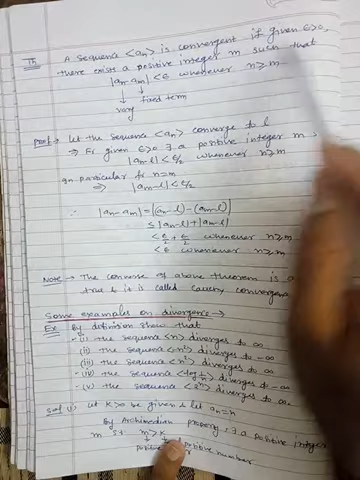 Th A sequence <an> is convergent if given ϵ>0,
there exist a positive integer m such that
|an-am|<ϵ whenever n≥m
↓ ↓
vary fixed term
Proof → Let the sequence <an> converge to l
⇒ Fr given ϵ>0 ∃ a positive integer m
|an-l|<ϵ/2 whenever n≥m
In particular fr n=m
⇒ |am-l|<ϵ/2
∴ |an-am|=|(an-l)-(am-l)|
≤|an-l|+|am-l|
<ϵ/2+ϵ/2 whenever n≥m
<ϵ whenever n≥m
Note → The converse of above theorem is
true & it is called Cauchy convergence
Some examples on divergence →
Ex By definition show that
(i) the sequence <n> diverges to ∞
(ii) the sequence <-n²> diverges to -∞
(iii) the sequence <n²> diverges to ∞
(iv) the sequence <log 1/n> diverges to -∞
(v) the sequence diverges to ∞
Sol (i) Let K>0 be given & let an=n
By Archimedian property, ∃ a positive integer
m s.t. m>K
↓ ↓
positive positive number